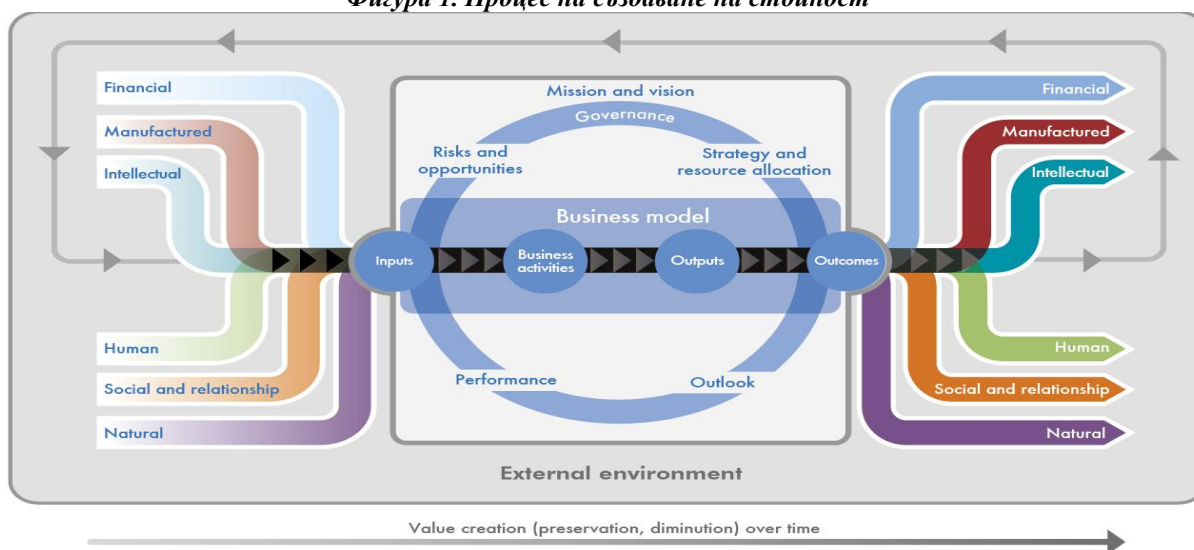 Фигура 1. Процес на създаване на стойност
Financial
Manufactured
Intellectual
Human
Social and relationship
Natural
Mission and vision
Governance
Risks and
opportunities
Strategy and
resource allocation
Business model
Inputs
Business
activities
Outputs
Outcomes
Performance
Outlook
Financial
Manufactured
Intellectual
Human
Social and relationship
Natural
External environment
Value creation (preservation, diminution) over time